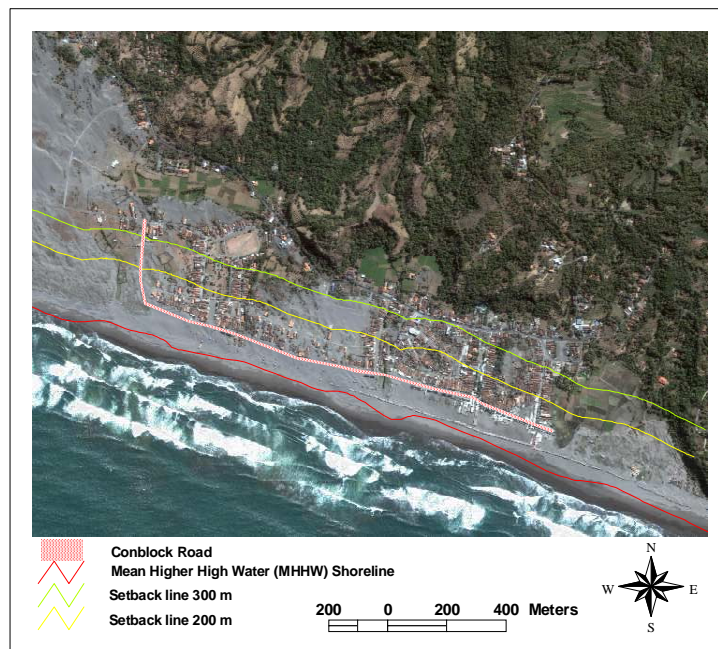 Conblock Road
Mean Higher High Water (MHHW) Shoreline
Setback line 300 m
Setback line 200 m
200 0 200 400 Meters
N
W E
S